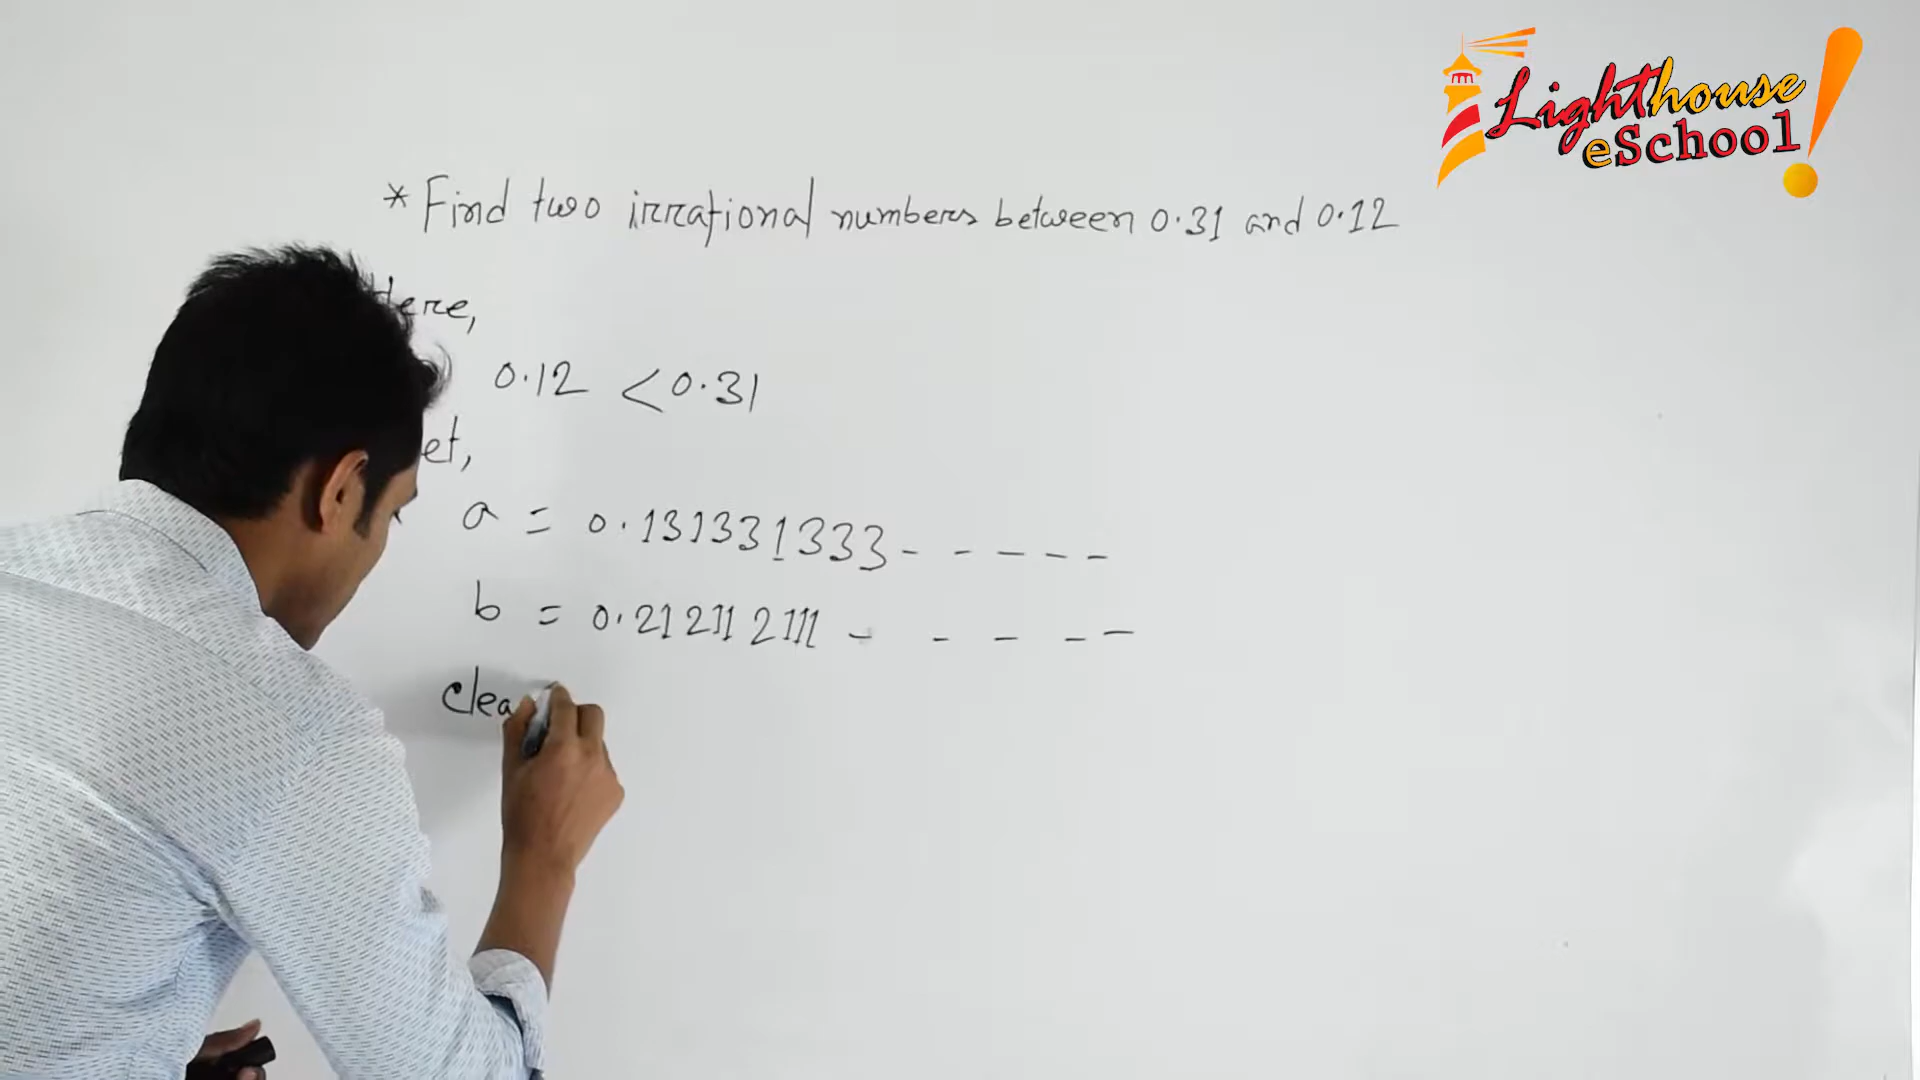 Lighthouse
eSchool!
* Find two irrational numbers between 0.31 and 0.12
Here,
0.12 < 0.31
et,
a = 0.131331333- - - - -
b = 0.212112111 - - - - -
clea